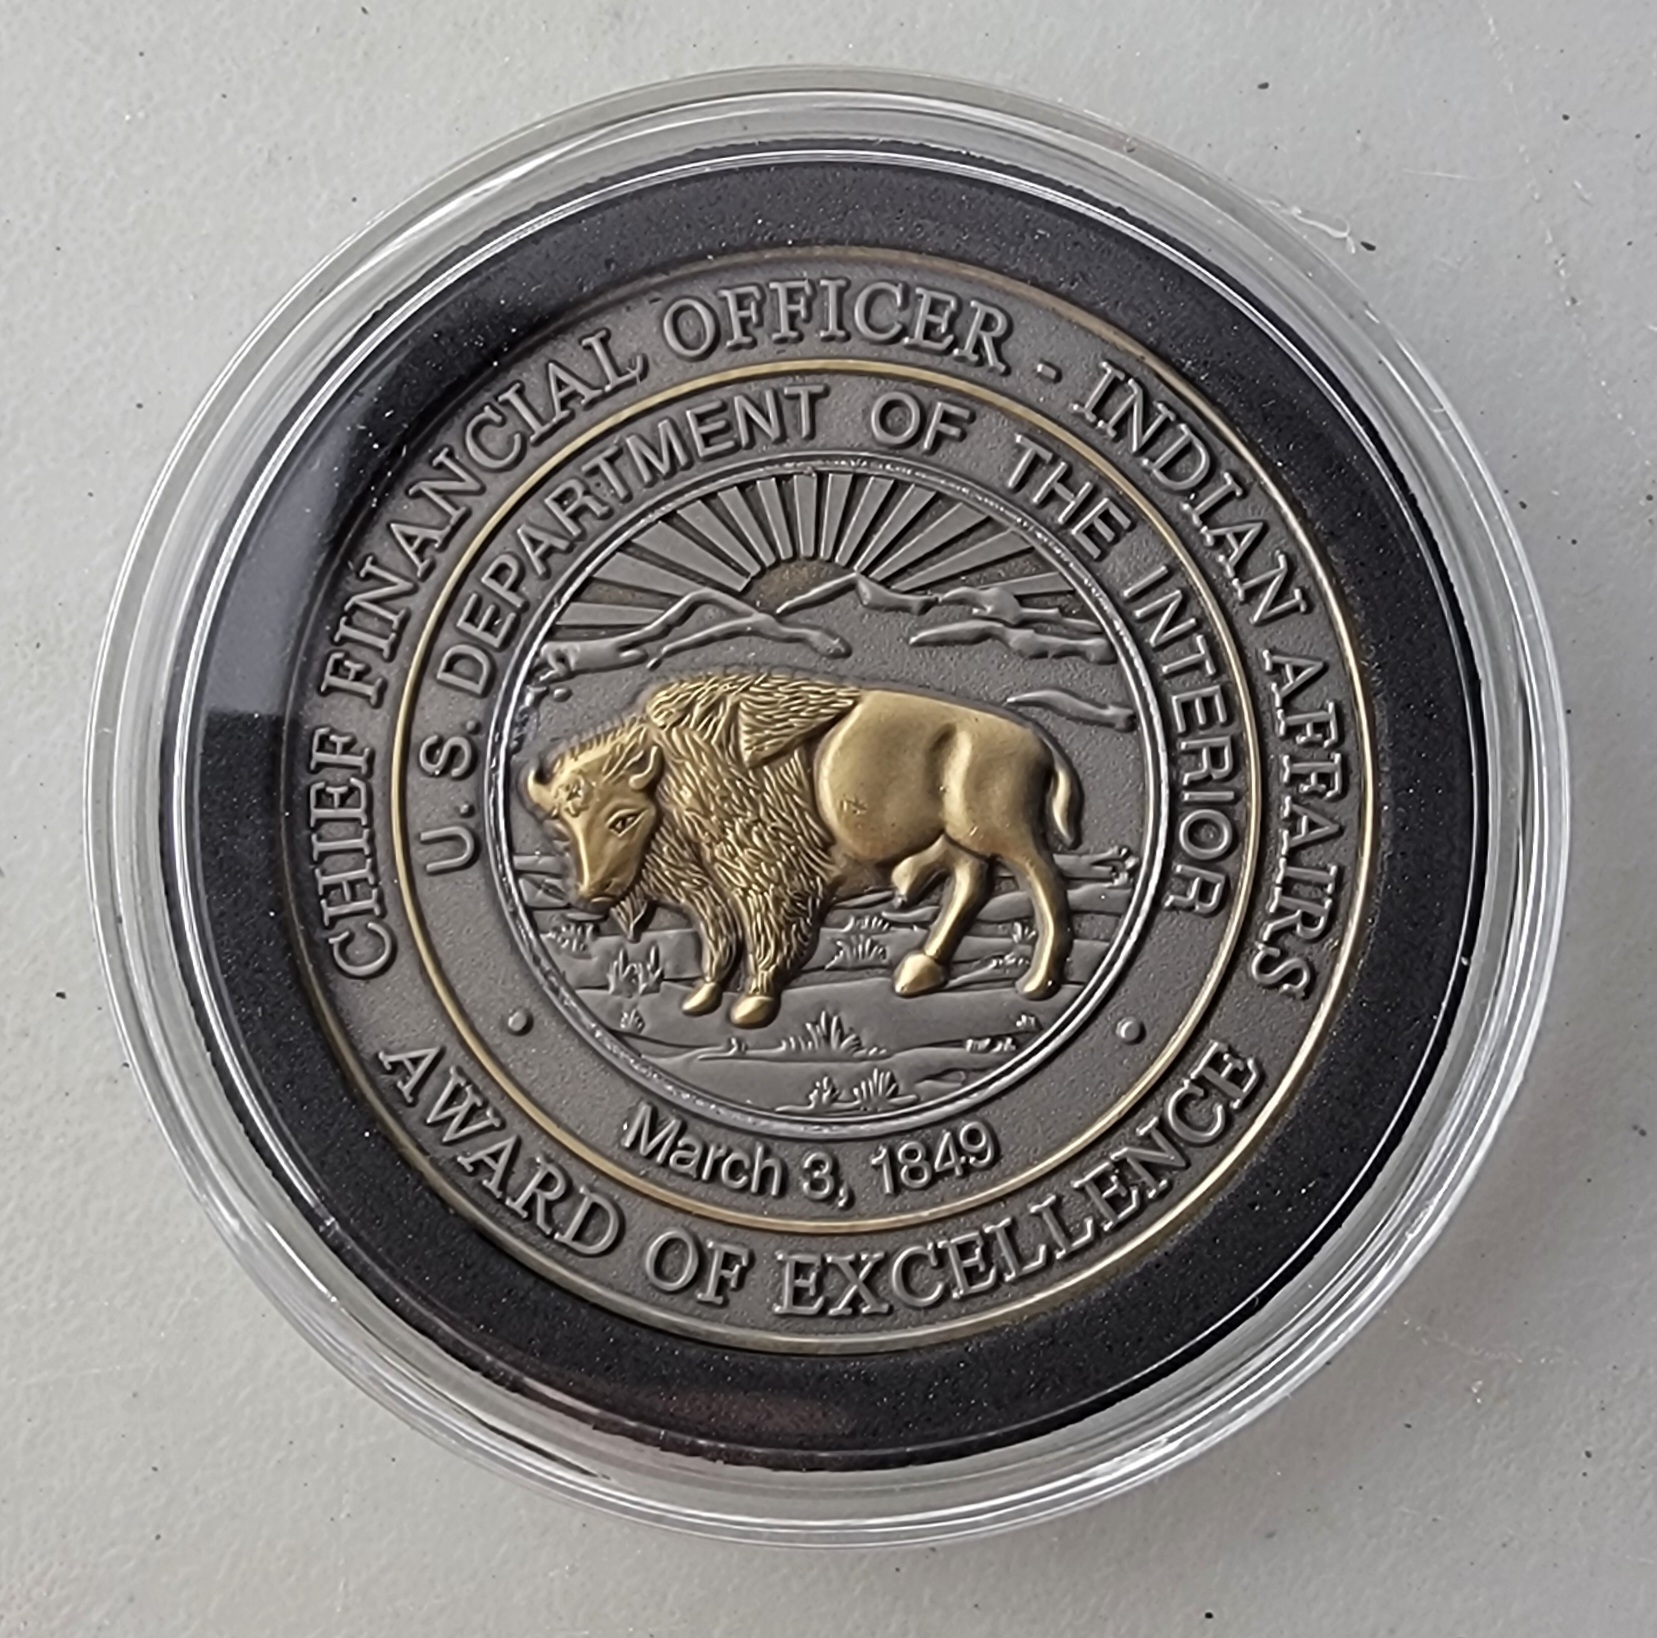 CHIEF FINANCIAL OFFICER - INDIAN AFFAIRS
U.S. DEPARTMENT OF THE INTERIOR
March 3, 1849
AWARD OF EXCELLENCE